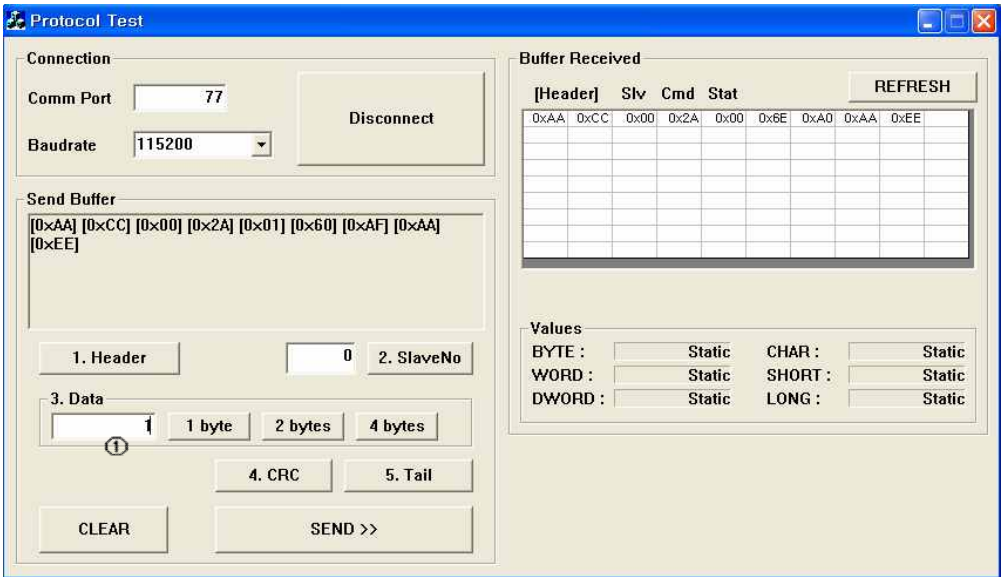 Protocol Test
Connection
Comm Port 77
Baudrate 115200
Disconnect
Send Buffer
[0xAA] [0xCC] [0x00] [0x2A] [0x01] [0x60] [0xAF] [0xAA]
[0xEE]
1. Header 0 2. SlaveNo
3. Data
1 1 byte 2 bytes 4 bytes
①
4. CRC 5. Tail
CLEAR SEND >>
Buffer Received
REFRESH
[Header] Slv Cmd Stat
0xAA 0xCC 0x00 0x2A 0x00 0x6E 0xA0 0xAA 0xEE
Values
BYTE : Static CHAR : Static
WORD : Static SHORT : Static
DWORD : Static LONG : Static